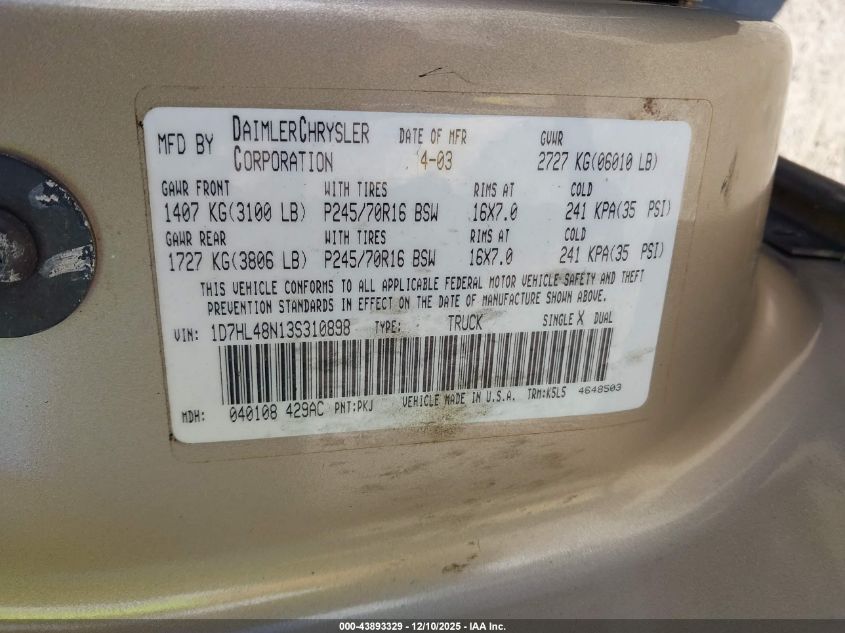 MFD BY DAIMLERCHRYSLER CORPORATION DATE OF MFR 4-03 GVWR 2727 KG(06010 LB)
GAWR FRONT WITH TIRES RIMS AT COLD
1407 KG(3100 LB) P245/70R16 BSW 16X7.0 241 KPA(35 PSI)
GAWR REAR WITH TIRES RIMS AT COLD
1727 KG(3806 LB) P245/70R16 BSW 16X7.0 241 KPA(35 PSI)
THIS VEHICLE CONFORMS TO ALL APPLICABLE FEDERAL MOTOR VEHICLE SAFETY AND THEFT
PREVENTION STANDARDS IN EFFECT ON THE DATE OF MANUFACTURE SHOWN ABOVE.
VIN: 1D7HL48N13S310898 TYPE: TRUCK SINGLE X DUAL
MDH: 040108 429AC PNT:PKJ VEHICLE MADE IN U.S.A. TRM:K5L5 4648503
000-43893329 • 12/10/2025 • IAA Inc.